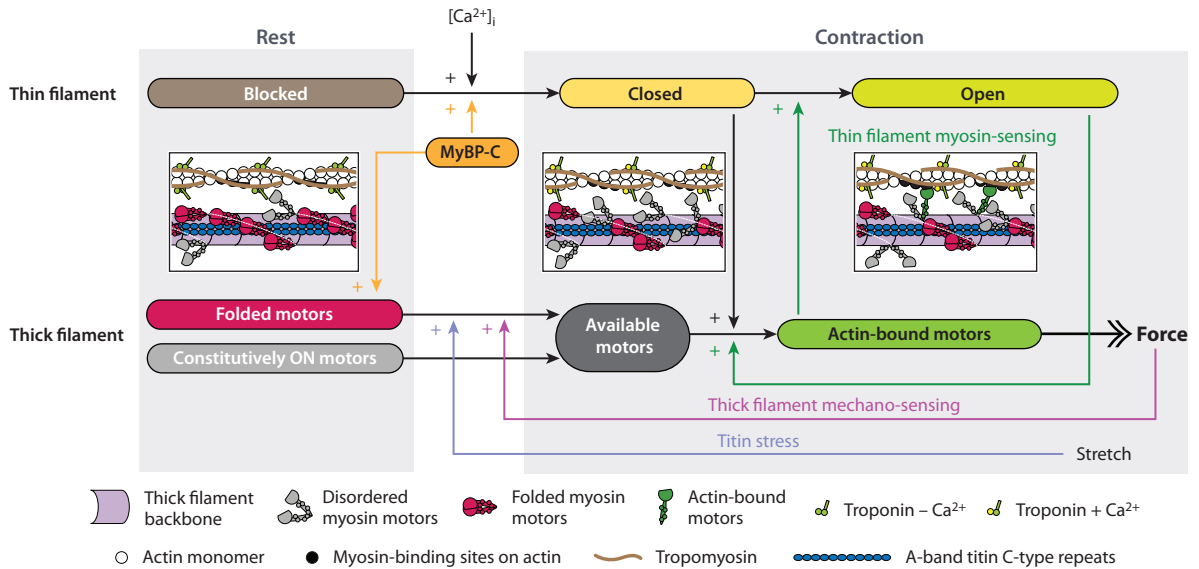 [Ca²⁺]ᵢ
Rest
Contraction
Thin filament
Blocked
+
+
Closed
+
Open
MyBP-C
Thin filament myosin-sensing
+
Thick filament
Folded motors
Constitutively ON motors
+
+
Available
motors
+
+
Actin-bound motors
Force
Thick filament mechano-sensing
Titin stress
Stretch
Thick filament
backbone
Disordered
myosin motors
Folded myosin
motors
Actin-bound
motors
Troponin – Ca²⁺
Troponin + Ca²⁺
Actin monomer
Myosin-binding sites on actin
Tropomyosin
A-band titin C-type repeats